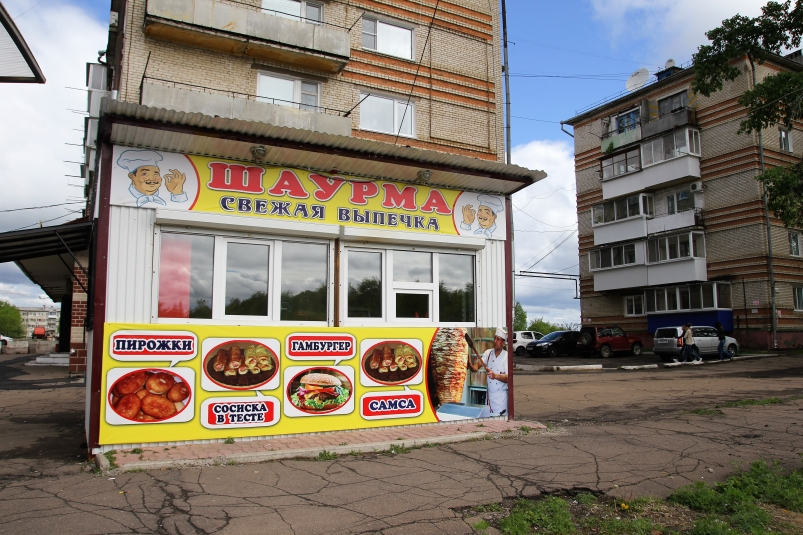 ШАУРМА
СВЕЖАЯ ВЫПЕЧКА
ПИРОЖКИ
ГАМБУРГЕР
СОСИСКА
В ТЕСТЕ
САМСА